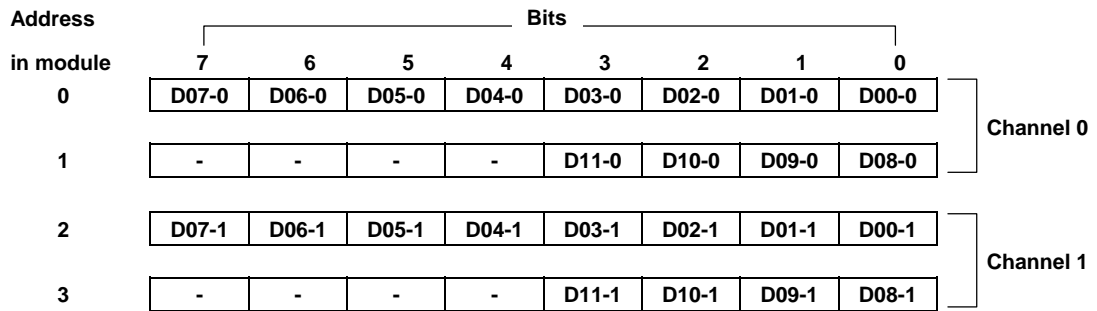 Address Bits
in module 7 6 5 4 3 2 1 0
0 D07-0 D06-0 D05-0 D04-0 D03-0 D02-0 D01-0 D00-0
Channel 0
1 - - - - D11-0 D10-0 D09-0 D08-0
2 D07-1 D06-1 D05-1 D04-1 D03-1 D02-1 D01-1 D00-1
Channel 1
3 - - - - D11-1 D10-1 D09-1 D08-1